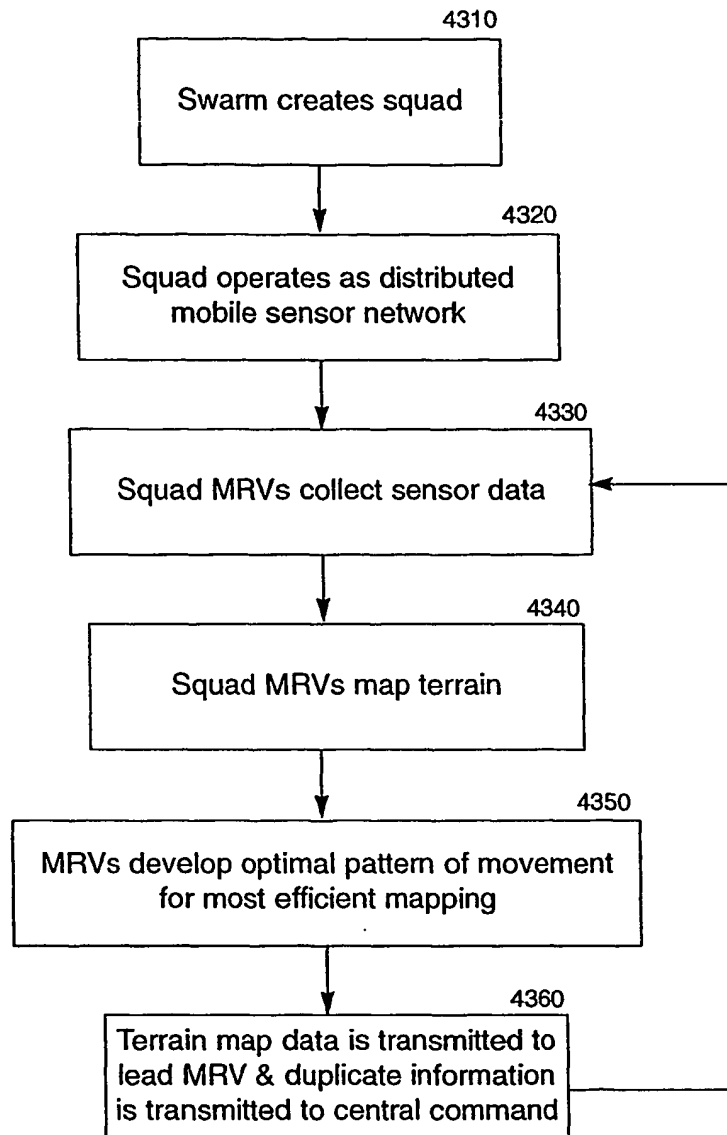 4310
Swarm creates squad
4320
Squad operates as distributed
mobile sensor network
4330
Squad MRVs collect sensor data
4340
Squad MRVs map terrain
4350
MRVs develop optimal pattern of movement
for most efficient mapping
4360
Terrain map data is transmitted to
lead MRV & duplicate information
is transmitted to central command